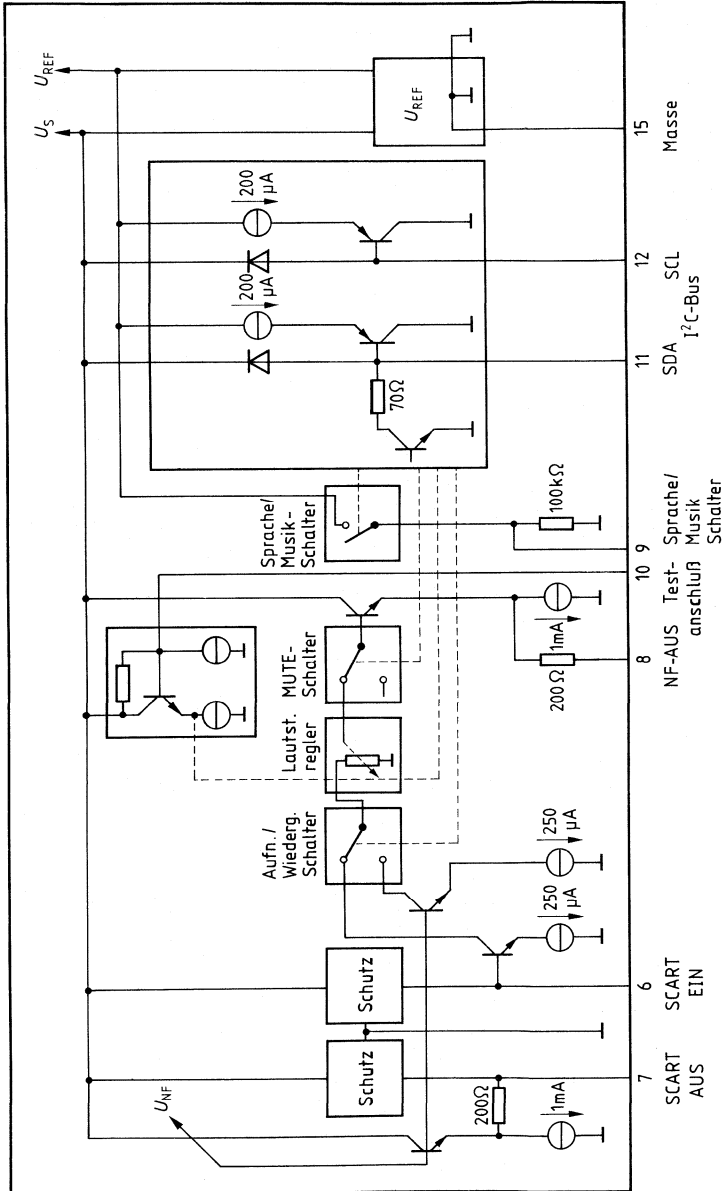 U_REF
U_S
U_REF
15
Masse
200
µA
12
SCL
200
µA
11
SDA
I²C-Bus
70Ω
Sprache/
Musik-
Schalter
100kΩ
9
Sprache/
Musik
Schalter
10
Test-
anschluß
MUTE-
Schalter
1mA
200Ω
8
NF-AUS
Lautst.
regler
Aufn./
Wiederg.
Schalter
250
µA
250
µA
Schutz
6
SCART
EIN
Schutz
7
SCART
AUS
U_NF
200Ω
1mA